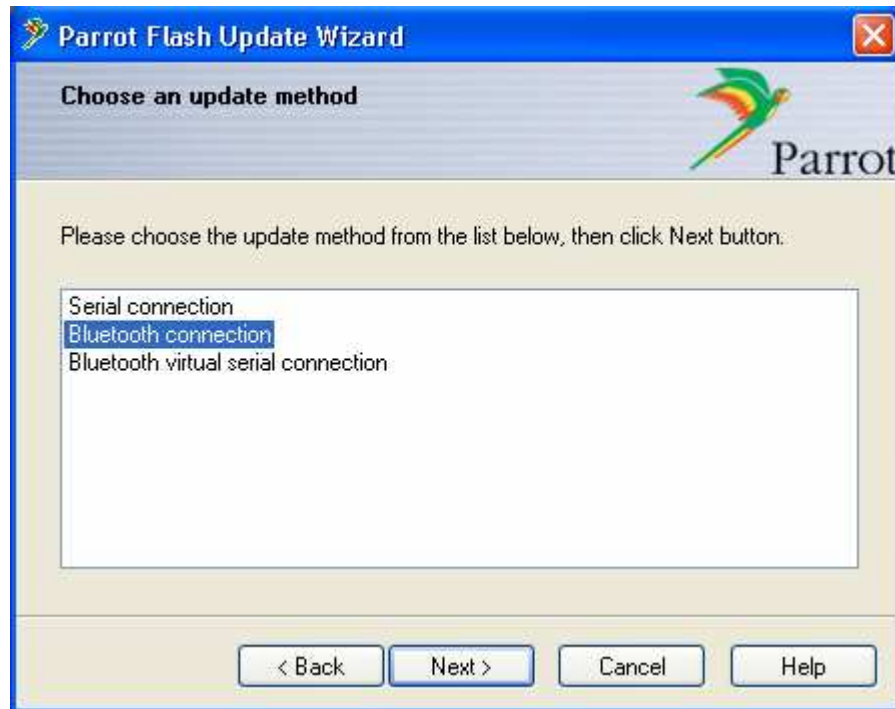 Parrot Flash Update Wizard
Choose an update method
Parrot
Please choose the update method from the list below, then click Next button.
Serial connection
Bluetooth connection
Bluetooth virtual serial connection
< Back Next > Cancel Help